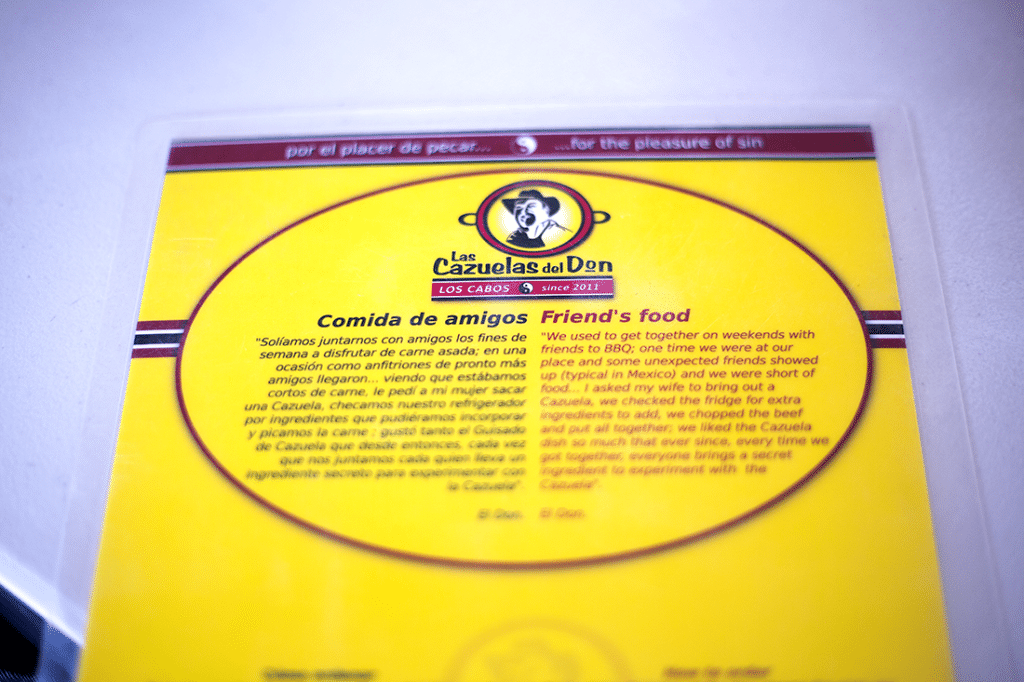 por el placer de pecar... ...for the pleasure of sin
Las
Cazuelas del Don
LOS CABOS since 2011
Comida de amigos
"Solíamos juntarnos con amigos los fines de
semana a disfrutar de carne asada; en una
ocasión como anfitriones de pronto más
amigos llegaron... viendo que estábamos
cortos de carne, le pedí a mi mujer sacar
una Cazuela, checamos nuestro refrigerador
por ingredientes que pudiéramos incorporar
y picamos la carne ; gustó tanto el Guisado
de Cazuela que desde entonces, cada vez
que nos juntamos cada quien lleva un
ingrediente secreto para experimentar con
la Cazuela".
El Don.
Friend's food
"We used to get together on weekends with
friends to BBQ; one time we were at our
place and some unexpected friends showed
up (typical in Mexico) and we were short of
food... I asked my wife to bring out a
Cazuela, we checked the fridge for extra
ingredients to add, we chopped the beef
and put all together; we liked the Cazuela
dish so much that ever since, every time we
got together, everyone brings a secret
ingredient to experiment with the
Cazuela".
El Don.
Cómo ordenar
How to order